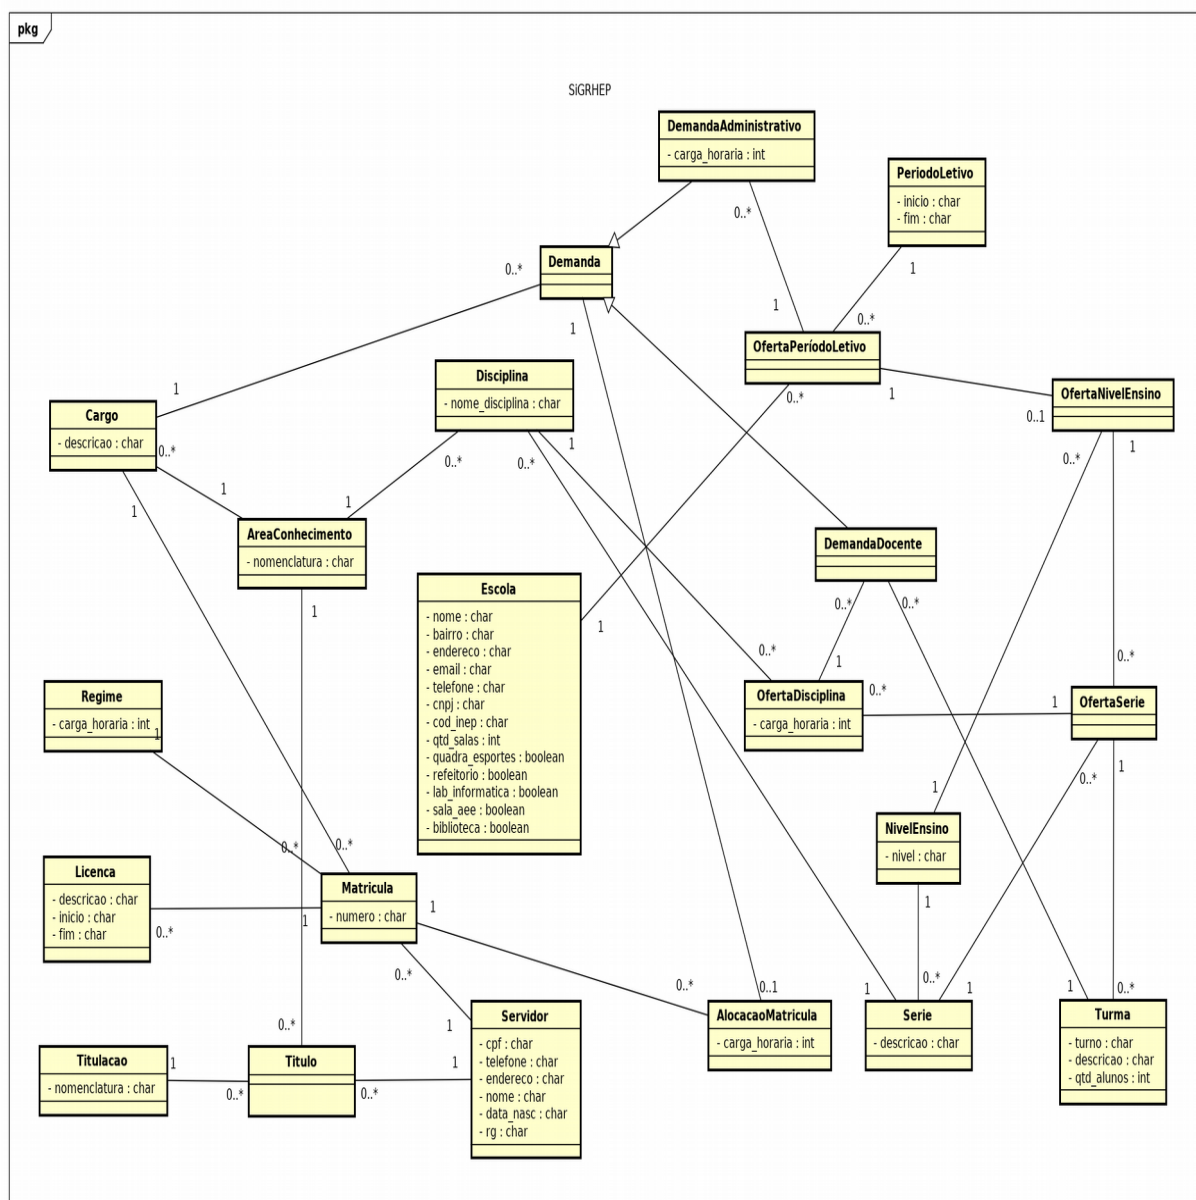 pkg
SiGRHEP
DemandaAdministrativo
- carga_horaria : int
0..*
1
PeriodoLetivo
- inicio : char
- fim : char
1
0..*
Demanda
0..*
1
OfertaPeríodoLetivo
0..*
1
0..1
OfertaNivelEnsino
0..*
1
Disciplina
- nome_disciplina : char
0..*
0..*
1
Cargo
- descricao : char
1
0..*
1
1
1
AreaConhecimento
- nomenclatura : char
1
DemandaDocente
0..*
0..*
Escola
- nome : char
- bairro : char
- endereco : char
- email : char
- telefone : char
- cnpj : char
- cod_inep : char
- qtd_salas : int
- quadra_esportes : boolean
- refeitorio : boolean
- lab_informatica : boolean
- sala_aee : boolean
- biblioteca : boolean
1
0..*
1
0..*
Regime
- carga_horaria : int
1
OfertaDisciplina
- carga_horaria : int
0..*
1
OfertaSerie
0..*
1
NivelEnsino
- nivel : char
1
1
0..*
0..*
0..*
Licenca
- descricao : char
- inicio : char
- fim : char
0..*
1
Matricula
- numero : char
1
0..*
0..*
0..1
1
1
1
0..*
AlocacaoMatricula
- carga_horaria : int
Serie
- descricao : char
Turma
- turno : char
- descricao : char
- qtd_alunos : int
Servidor
- cpf : char
- telefone : char
- endereco : char
- nome : char
- data_nasc : char
- rg : char
1
1
0..*
Titulacao
- nomenclatura : char
1
0..*
Titulo
0..*